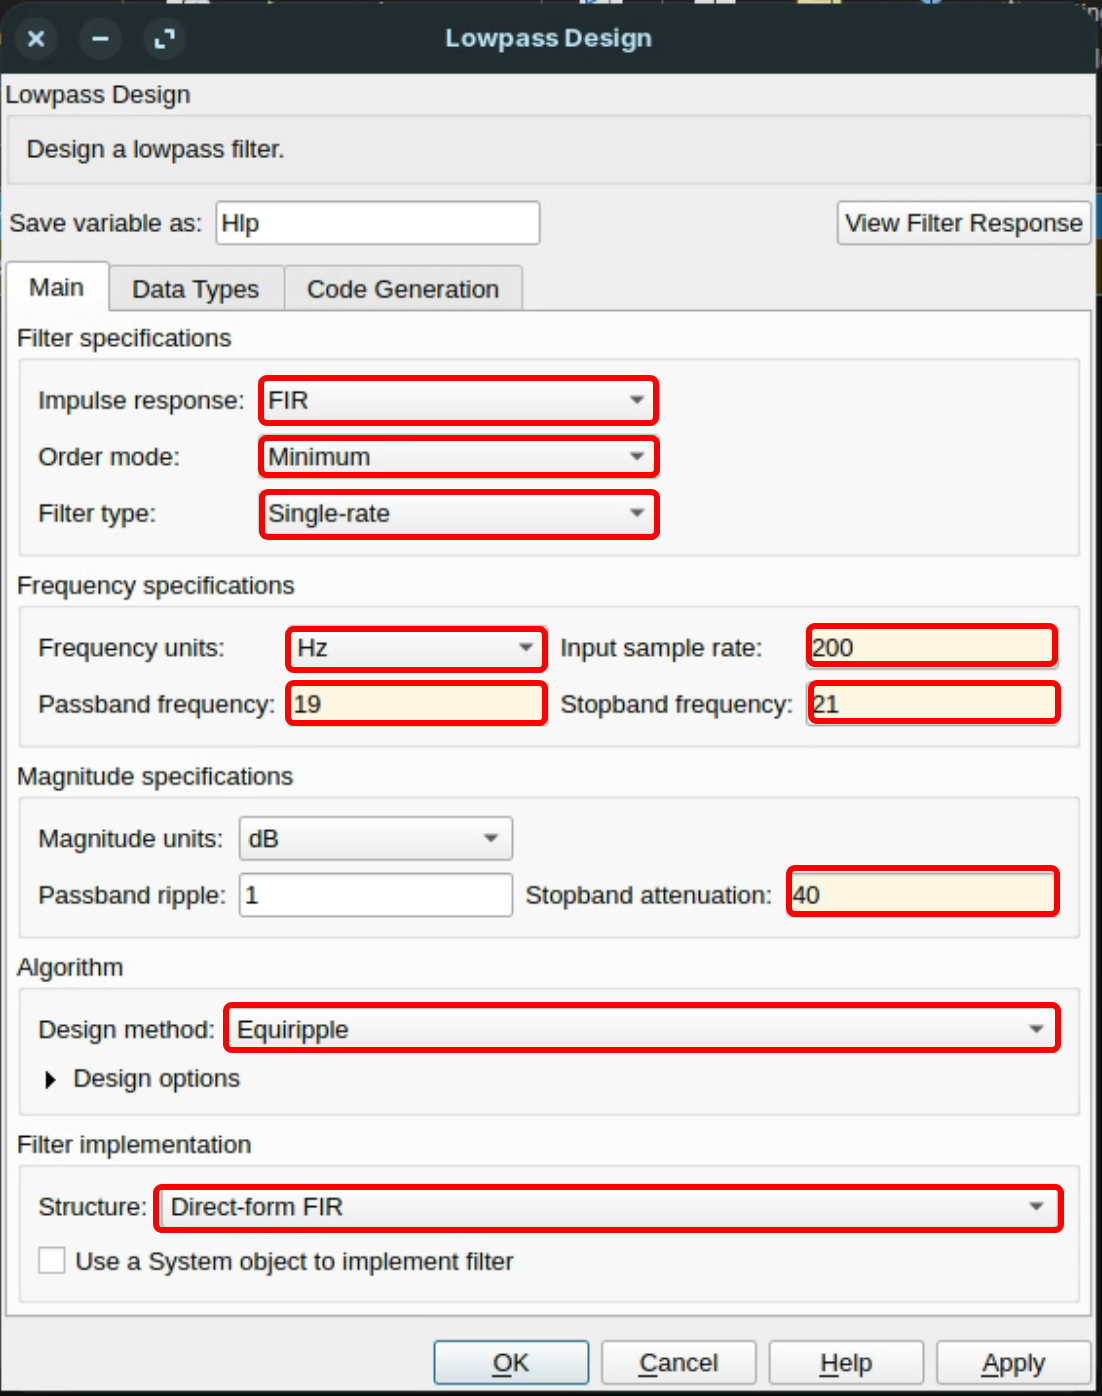 Lowpass Design
Lowpass Design
Design a lowpass filter.
Save variable as: Hlp View Filter Response
Main Data Types Code Generation
Filter specifications
Impulse response: FIR
Order mode: Minimum
Filter type: Single-rate
Frequency specifications
Frequency units: Hz Input sample rate: 200
Passband frequency: 19 Stopband frequency: 21
Magnitude specifications
Magnitude units: dB
Passband ripple: 1 Stopband attenuation: 40
Algorithm
Design method: Equiripple
Design options
Filter implementation
Structure: Direct-form FIR
Use a System object to implement filter
OK Cancel Help Apply